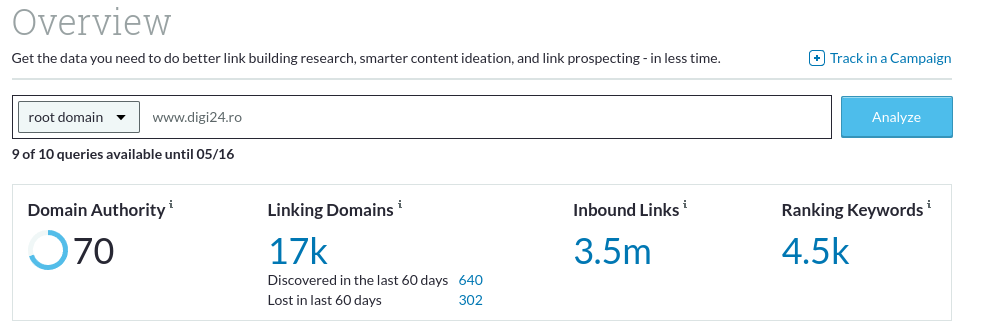 Overview
Get the data you need to do better link building research, smarter content ideation, and link prospecting - in less time.
Track in a Campaign
root domain www.digi24.ro Analyze
9 of 10 queries available until 05/16
Domain Authority i Linking Domains i Inbound Links i Ranking Keywords i
70 17k 3.5m 4.5k
Discovered in the last 60 days 640
Lost in last 60 days 302